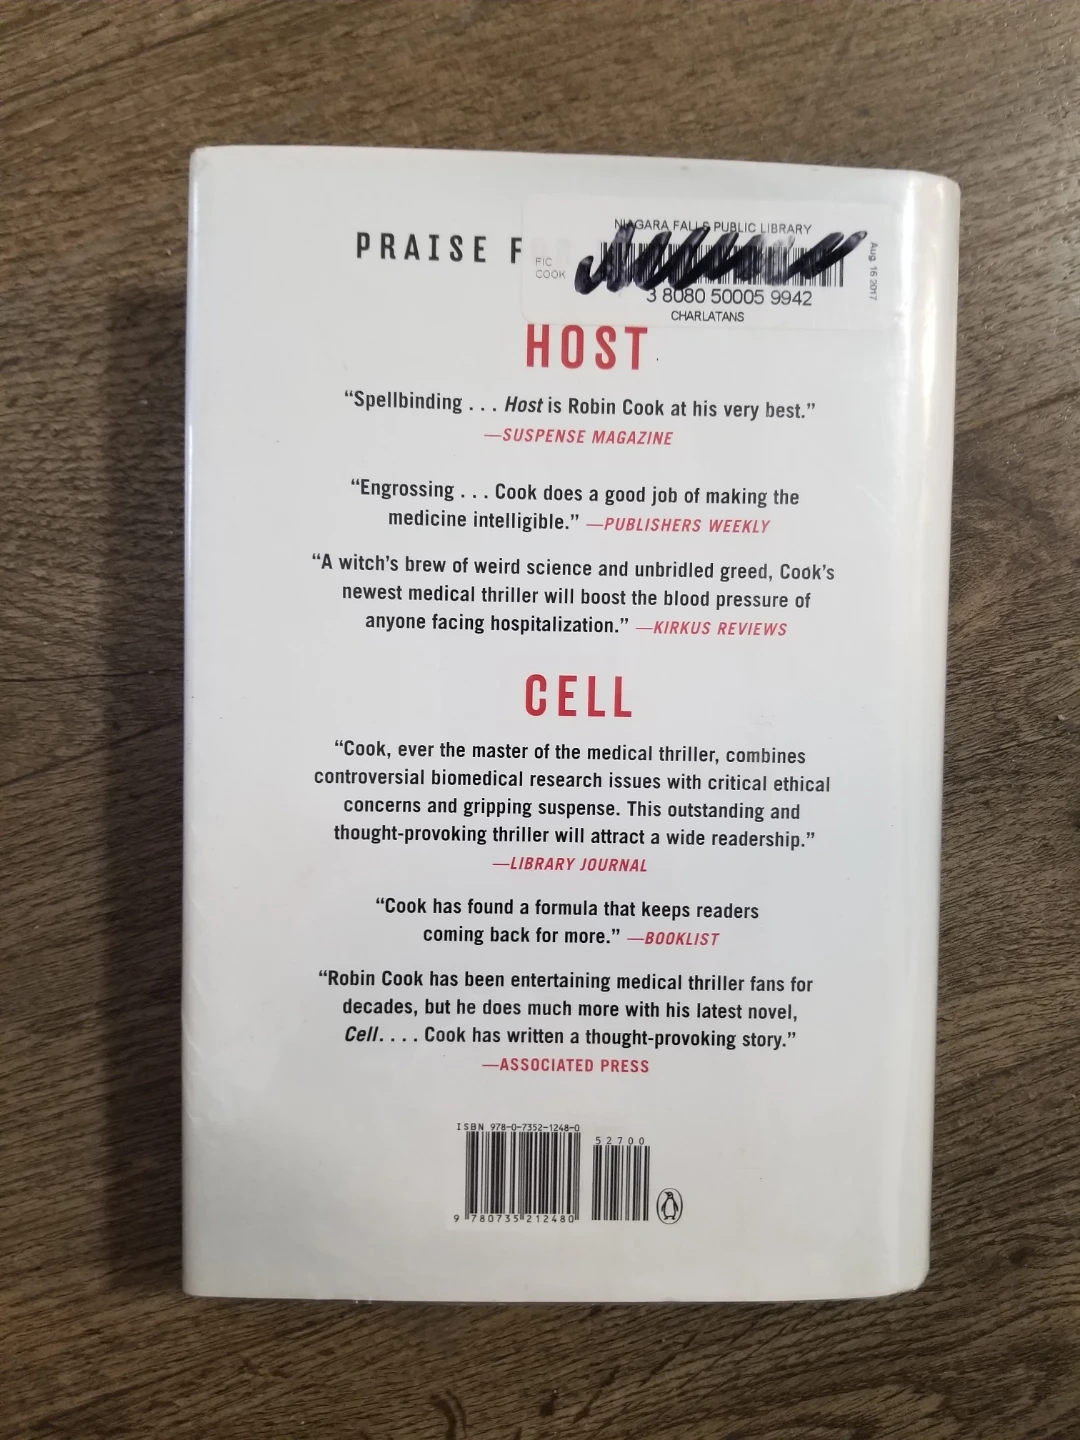 NIAGARA FALLS PUBLIC LIBRARY
PRAISE F
FIC
COOK
Aug 16 2017
3 8080 50005 9942
CHARLATANS
HOST
“Spellbinding . . . Host is Robin Cook at his very best.”
—SUSPENSE MAGAZINE
“Engrossing . . . Cook does a good job of making the
medicine intelligible.” —PUBLISHERS WEEKLY
“A witch’s brew of weird science and unbridled greed, Cook’s
newest medical thriller will boost the blood pressure of
anyone facing hospitalization.” —KIRKUS REVIEWS
CELL
“Cook, ever the master of the medical thriller, combines
controversial biomedical research issues with critical ethical
concerns and gripping suspense. This outstanding and
thought-provoking thriller will attract a wide readership.”
—LIBRARY JOURNAL
“Cook has found a formula that keeps readers
coming back for more.” —BOOKLIST
“Robin Cook has been entertaining medical thriller fans for
decades, but he does much more with his latest novel,
Cell. . . . Cook has written a thought-provoking story.”
—ASSOCIATED PRESS
ISBN 978-0-7352-1248-0
52700
9 780735 212480